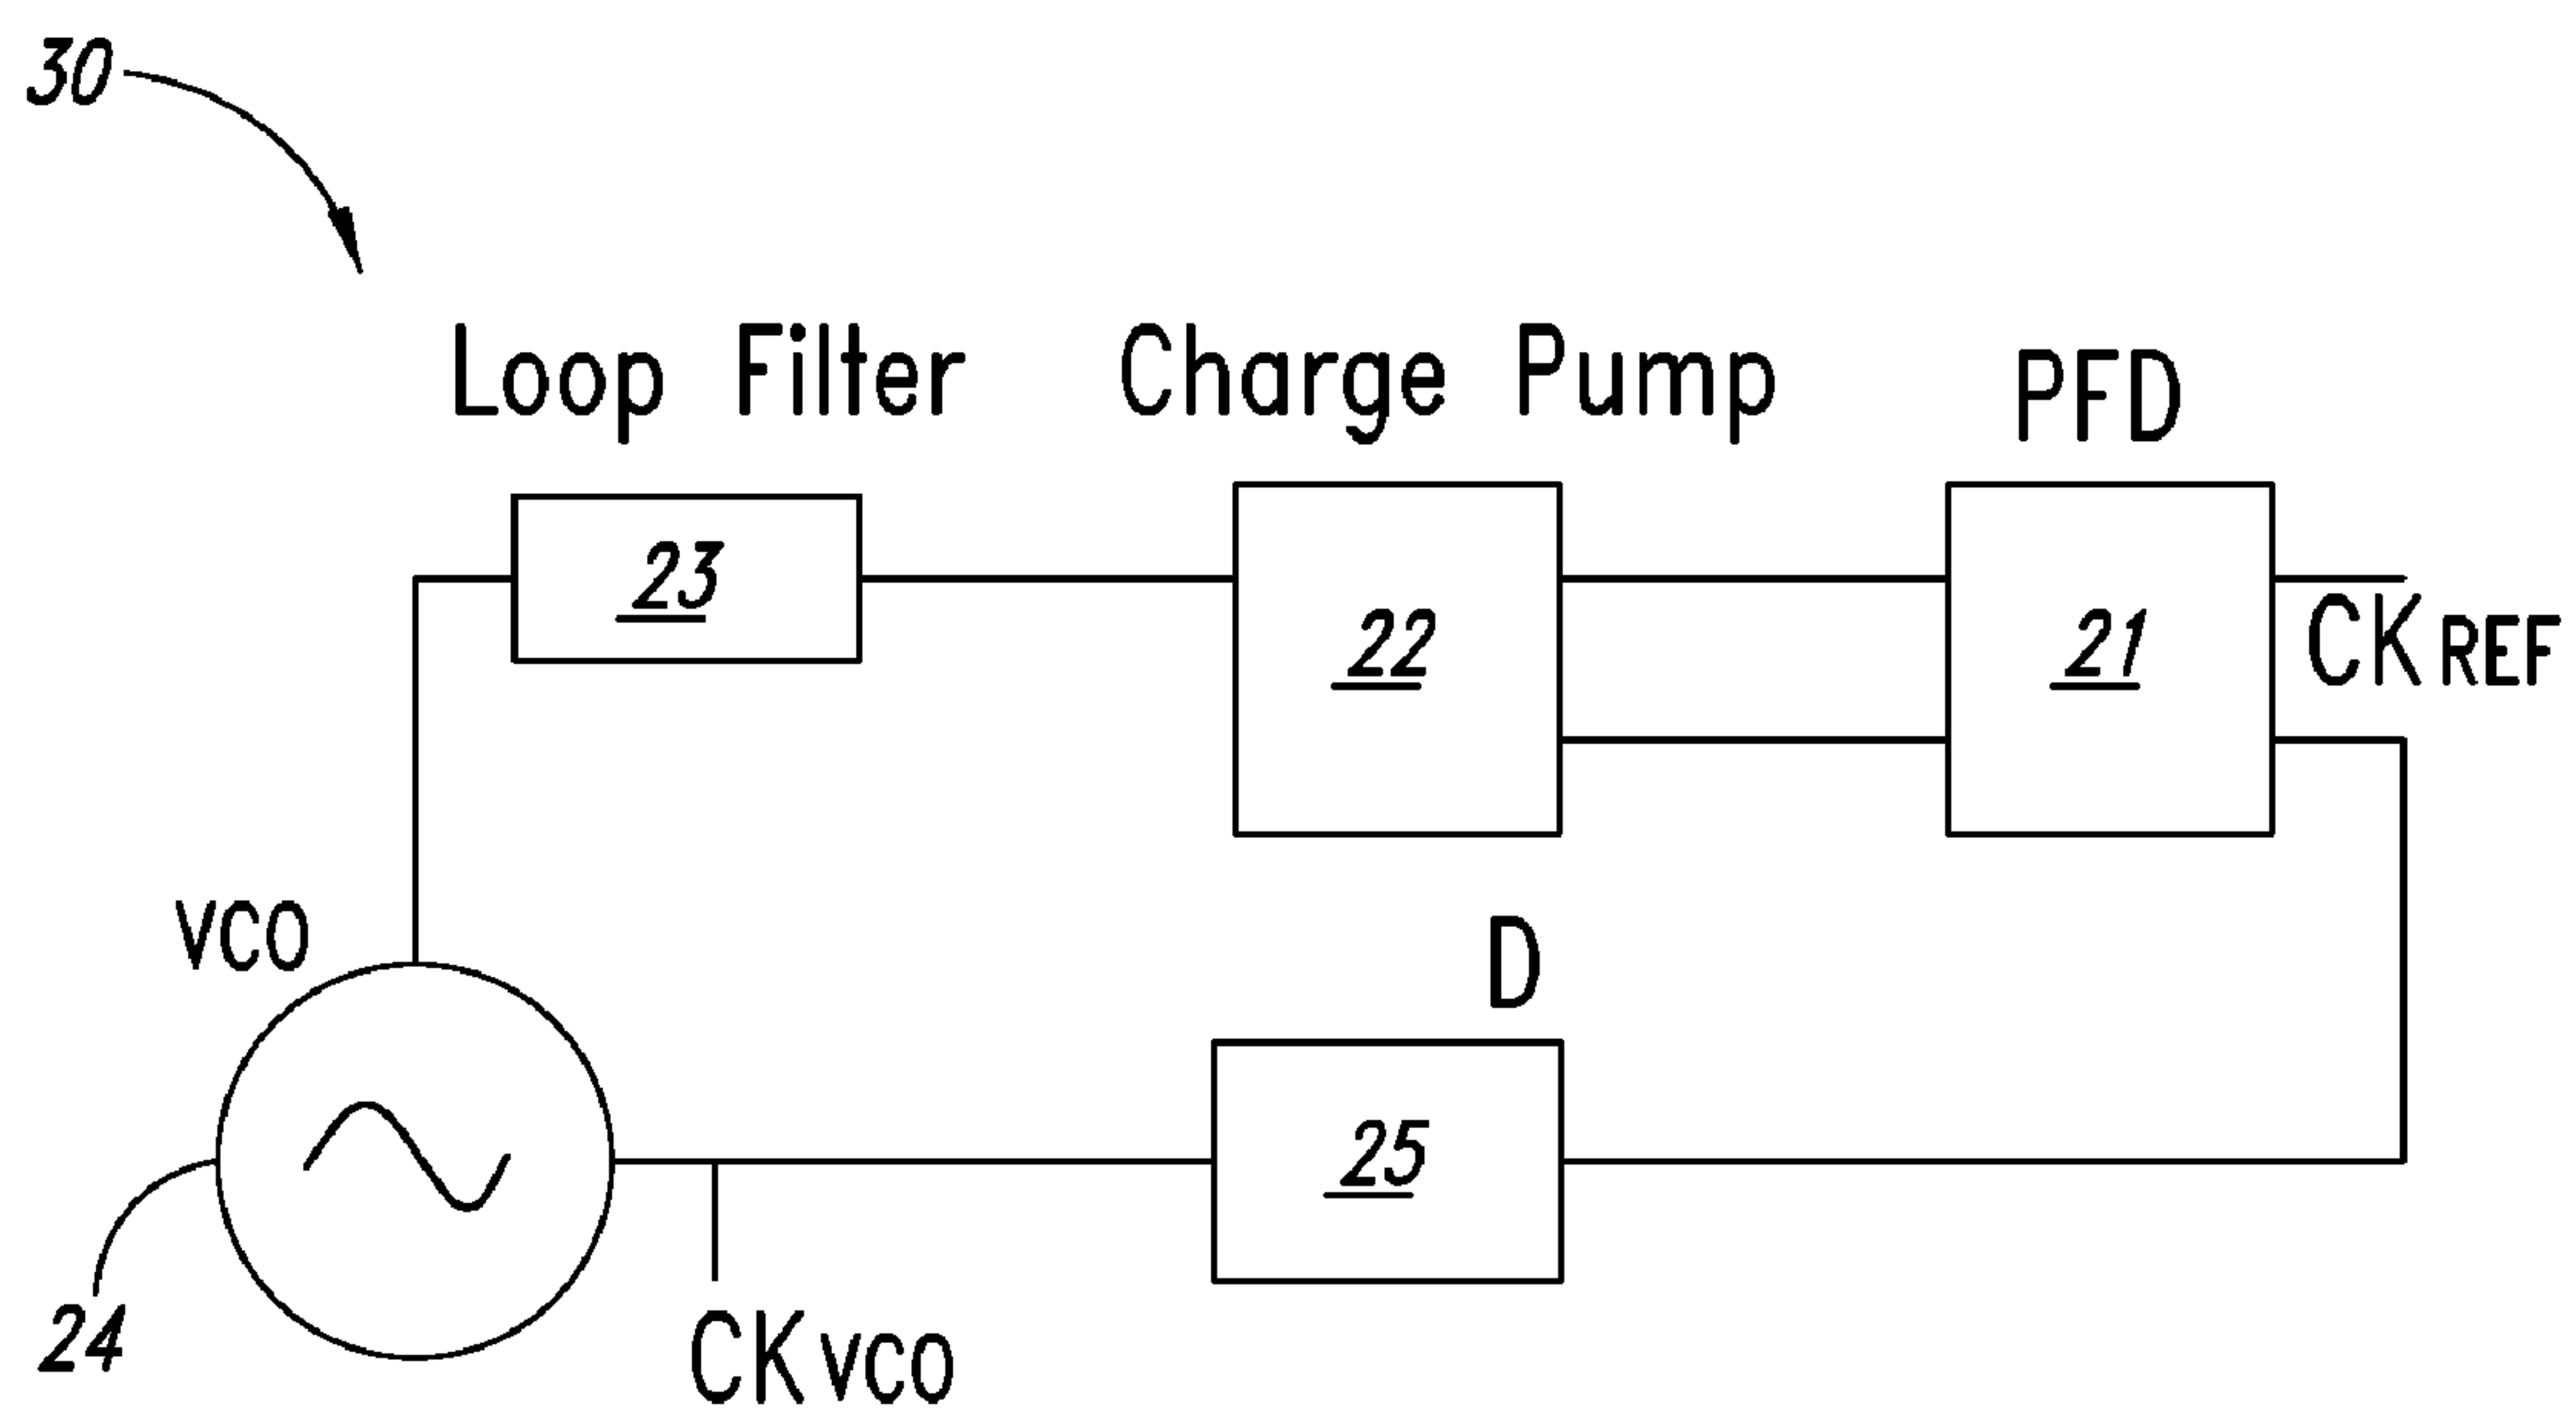 30
Loop Filter Charge Pump PFD
23 22 21 CKREF
VCO D
25
24 CKVCO